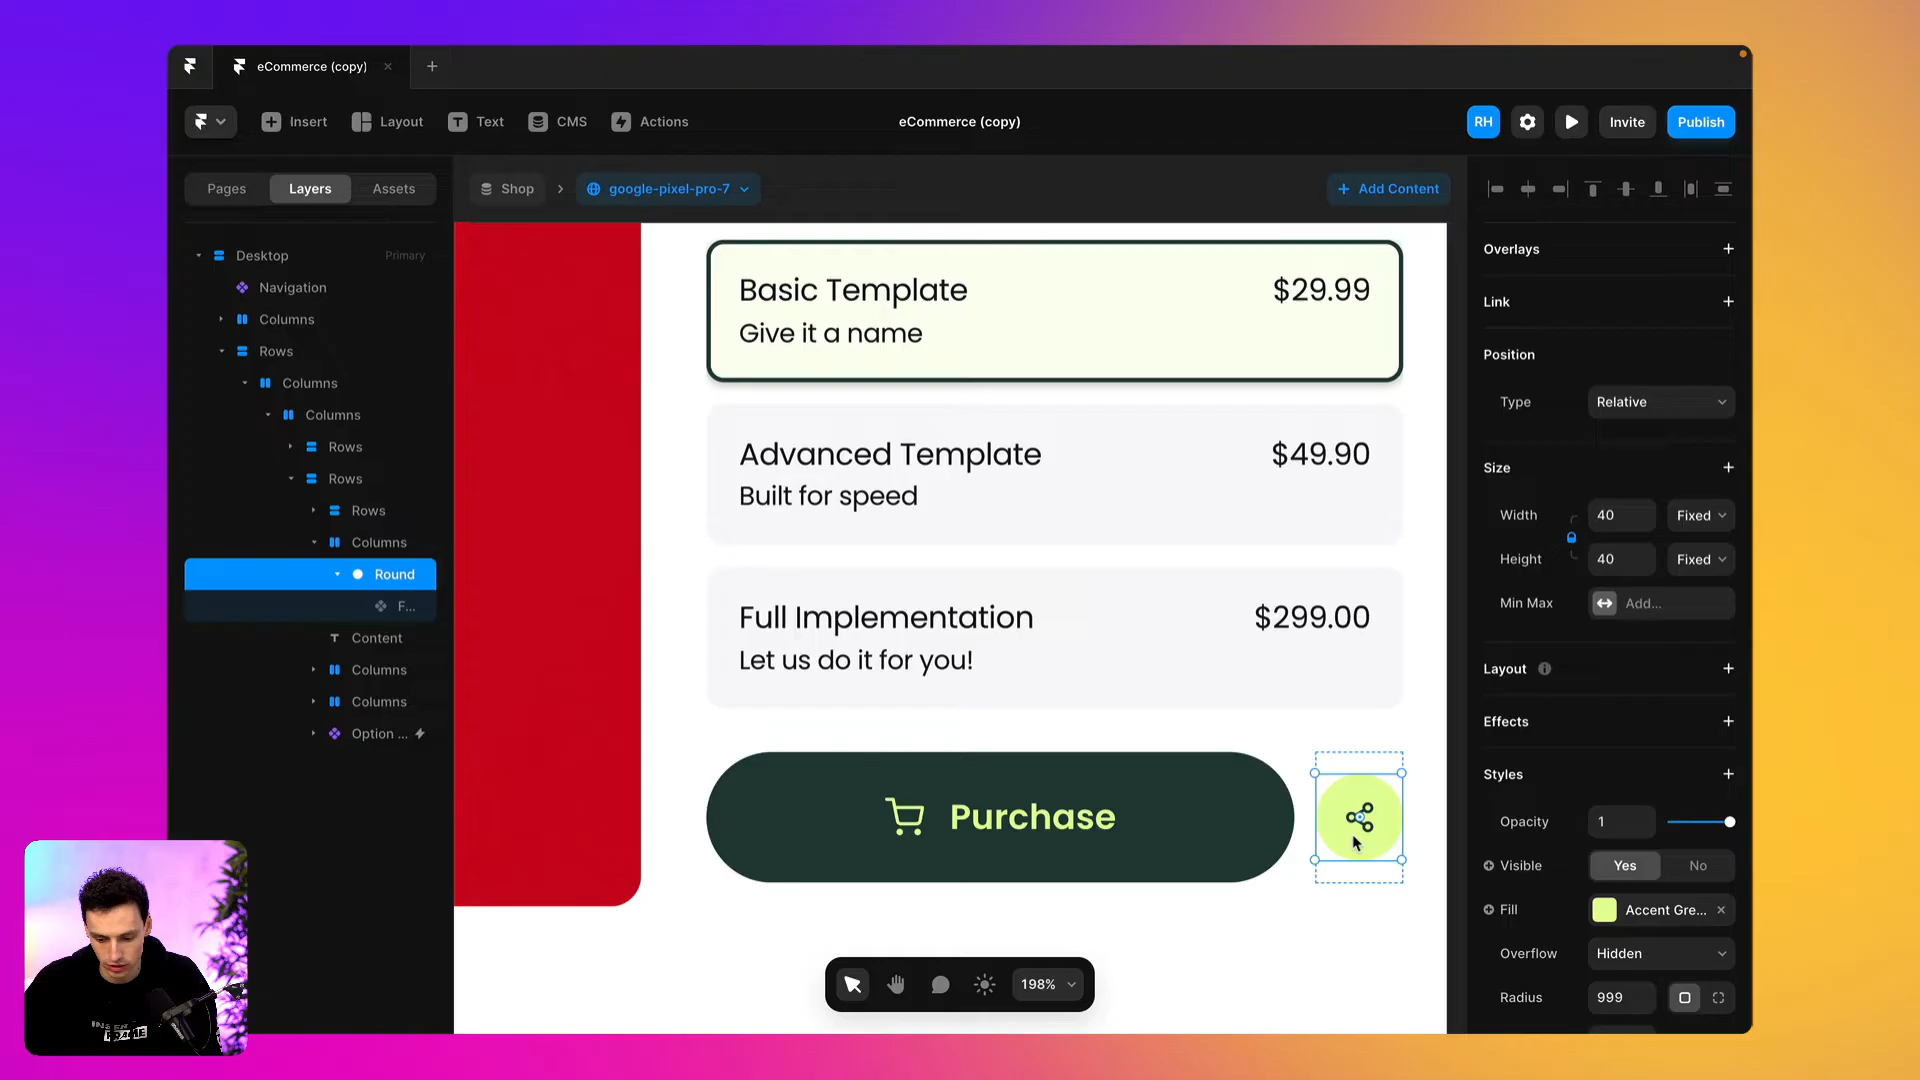 eCommerce (copy)
Insert
Layout
Text
CMS
Actions
eCommerce (copy)
RH
Invite
Publish
Pages
Layers
Assets
Shop
google-pixel-pro-7
Add Content
Desktop
Primary
Navigation
Columns
Rows
Columns
Columns
Rows
Rows
Rows
Columns
Round
F...
Content
Columns
Columns
Option ...
Basic Template
$29.99
Give it a name
Advanced Template
$49.90
Built for speed
Full Implementation
$299.00
Let us do it for you!
Purchase
198%
Overlays
Link
Position
Type
Relative
Size
Width
40
Fixed
Height
40
Fixed
Min Max
Add...
Layout
Effects
Styles
Opacity
1
Visible
Yes
No
Fill
Accent Gre...
Overflow
Hidden
Radius
999
FRAME